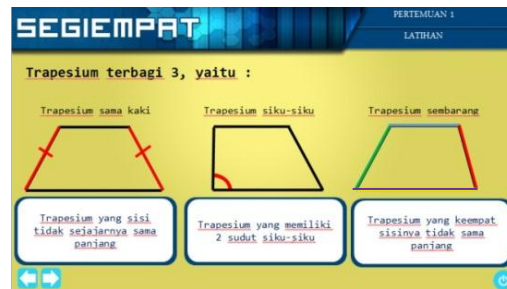 SEGIEMPAT
PERTEMUAN 1
LATIHAN
Trapesium terbagi 3, yaitu :
Trapesium sama kaki
Trapesium siku-siku
Trapesium sembarang
Trapesium yang sisi
tidak sejajarnya sama
panjang
Trapesium yang memiliki
2 sudut siku-siku
Trapesium yang keempat
sisinya tidak sama
panjang